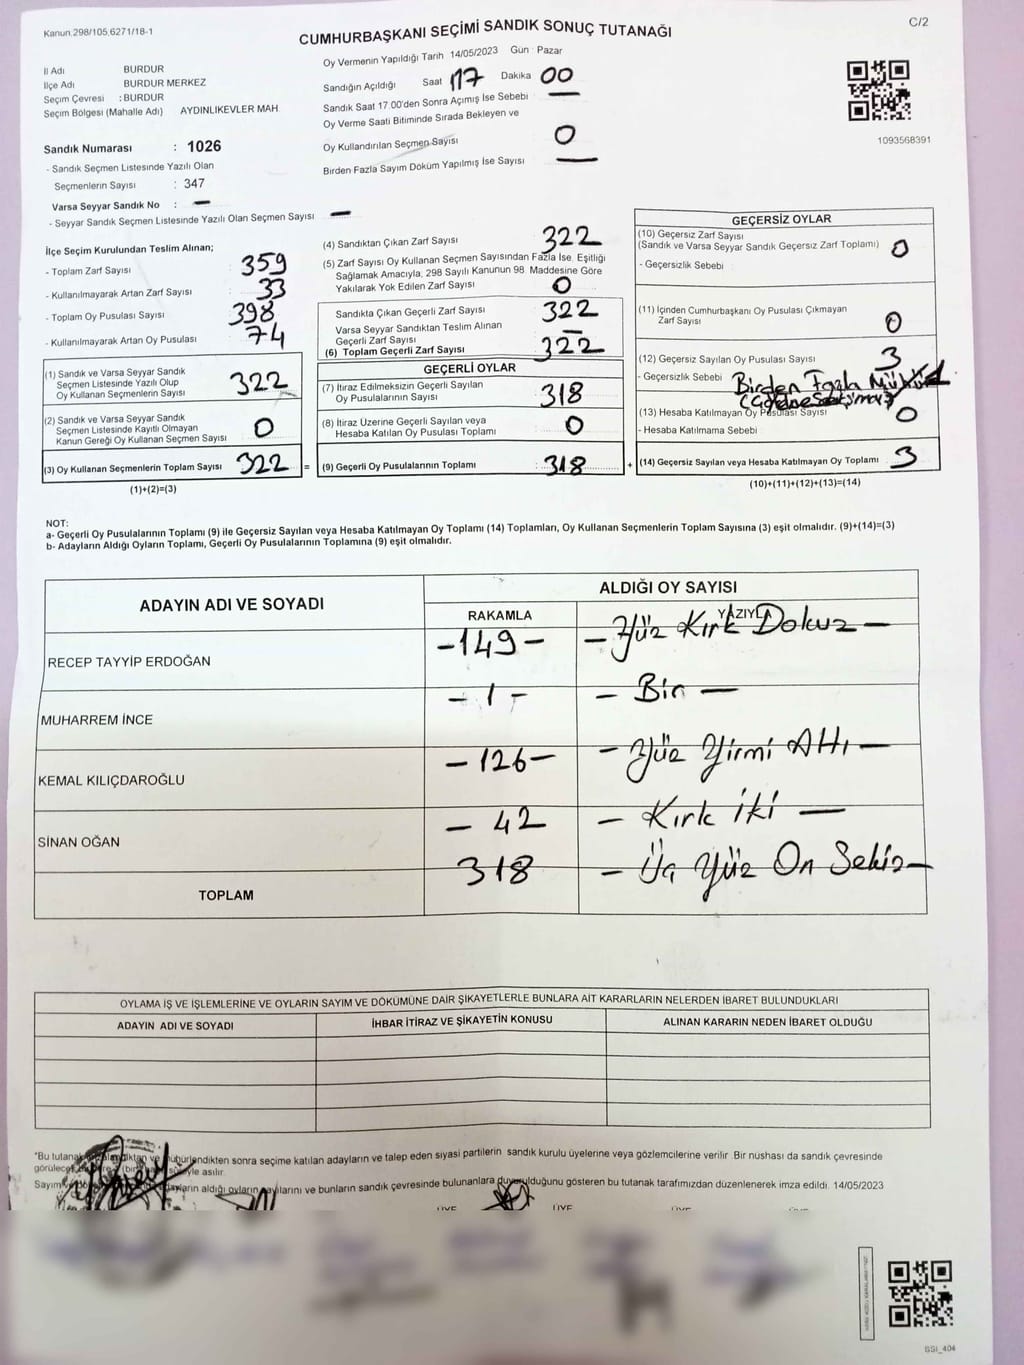 Kanun.298/105,6271/18-1
C/2
CUMHURBAŞKANI SEÇİMİ SANDIK SONUÇ TUTANAĞI
İl Adı BURDUR
İlçe Adı BURDUR MERKEZ
Seçim Çevresi : BURDUR
Seçim Bölgesi (Mahalle Adı) AYDINLIKEVLER MAH.
Sandık Numarası : 1026
- Sandık Seçmen Listesinde Yazılı Olan
Seçmenlerin Sayısı : 347
Varsa Seyyar Sandık No : —
- Seyyar Sandık Seçmen Listesinde Yazılı Olan Seçmen Sayısı —
Oy Vermenin Yapıldığı Tarih 14/05/2023 Gün : Pazar
Sandığın Açıldığı Saat 17 Dakika 00
Sandık Saat 17.00'den Sonra Açımış İse Sebebi —
Oy Verme Saati Bitiminde Sırada Bekleyen ve
Oy Kullandırılan Seçmen Sayısı 0
Birden Fazla Sayım Döküm Yapılmış İse Sayısı —
1093568391
İlçe Seçim Kurulundan Teslim Alınan;
- Toplam Zarf Sayısı 359
- Kullanılmayarak Artan Zarf Sayısı 33
- Toplam Oy Pusulası Sayısı 398
- Kullanılmayarak Artan Oy Pusulası 74
(1) Sandık ve Varsa Seyyar Sandık
Seçmen Listesinde Yazılı Olup
Oy Kullanan Seçmenlerin Sayısı 322
(2) Sandık ve Varsa Seyyar Sandık
Seçmen Listesinde Kayıtlı Olmayan
Kanun Gereği Oy Kullanan Seçmen Sayısı 0
(3) Oy Kullanan Seçmenlerin Toplam Sayısı 322 =
(1)+(2)=(3)
(4) Sandıktan Çıkan Zarf Sayısı 322
(5) Zarf Sayısı Oy Kullanan Seçmen Sayısından Fazla İse. Eşitliği
Sağlamak Amacıyla, 298 Sayılı Kanunun 98. Maddesine Göre
Yakılarak Yok Edilen Zarf Sayısı 0
Sandıkta Çıkan Geçerli Zarf Sayısı 322
Varsa Seyyar Sandıktan Teslim Alınan
Geçerli Zarf Sayısı —
(6) Toplam Geçerli Zarf Sayısı 322
GEÇERLİ OYLAR
(7) İtiraz Edilmeksizin Geçerli Sayılan
Oy Pusulalarının Sayısı 318
(8) İtiraz Üzerine Geçerli Sayılan veya
Hesaba Katılan Oy Pusulası Toplamı 0
(9) Geçerli Oy Pusulalarının Toplamı : 318 +
GEÇERSİZ OYLAR
(10) Geçersiz Zarf Sayısı
(Sandık ve Varsa Seyyar Sandık Geçersiz Zarf Toplamı) 0
- Geçersizlik Sebebi
(11) İçinden Cumhurbaşkanı Oy Pusulası Çıkmayan
Zarf Sayısı 0
(12) Geçersiz Sayılan Oy Pusulası Sayısı 3
- Geçersizlik Sebebi Birden Fazla Mühür
(13) Hesaba Katılmayan Oy Pusulası Sayısı 0
- Hesaba Katılmama Sebebi
(14) Geçersiz Sayılan veya Hesaba Katılmayan Oy Toplamı 3
(10)+(11)+(12)+(13)=(14)
NOT:
a- Geçerli Oy Pusulalarının Toplamı (9) ile Geçersiz Sayılan veya Hesaba Katılmayan Oy Toplamı (14) Toplamları, Oy Kullanan Seçmenlerin Toplam Sayısına (3) eşit olmalıdır. (9)+(14)=(3)
b- Adayların Aldığı Oyların Toplamı, Geçerli Oy Pusulalarının Toplamına (9) eşit olmalıdır.
ADAYIN ADI VE SOYADI
ALDIĞI OY SAYISI
RAKAMLA YAZIYLA
RECEP TAYYİP ERDOĞAN -149- - Yüz Kırk Dokuz -
MUHARREM İNCE - 1 - - Bir -
KEMAL KILIÇDAROĞLU - 126 - - Yüz Yirmi Altı -
SİNAN OĞAN - 42 - Kırk İki -
TOPLAM 318 - Üç Yüz On Sekiz -
OYLAMA İŞ VE İŞLEMLERİNE VE OYLARIN SAYIM VE DÖKÜMÜNE DAİR ŞİKAYETLERLE BUNLARA AİT KARARLARIN NELERDEN İBARET BULUNDUKLARI
ADAYIN ADI VE SOYADI İHBAR İTİRAZ VE ŞİKAYETİN KONUSU ALINAN KARARIN NEDEN İBARET OLDUĞU
"Bu tutanak ve mühürlendikten sonra seçime katılan adayların ve talep eden siyasi partilerin sandık kurulu üyelerine veya gözlemcilerine verilir. Bir nüshası da sandık çevresinde
asılır.
Sayım aldığı oyların sayılarını ve bunların sandık çevresinde bulunanlara duyurulduğunu gösteren bu tutanak tarafımızdan düzenlenerek imza edildi. 14/05/2023
ÜYE ÜYE ÜYE
SSİ_404